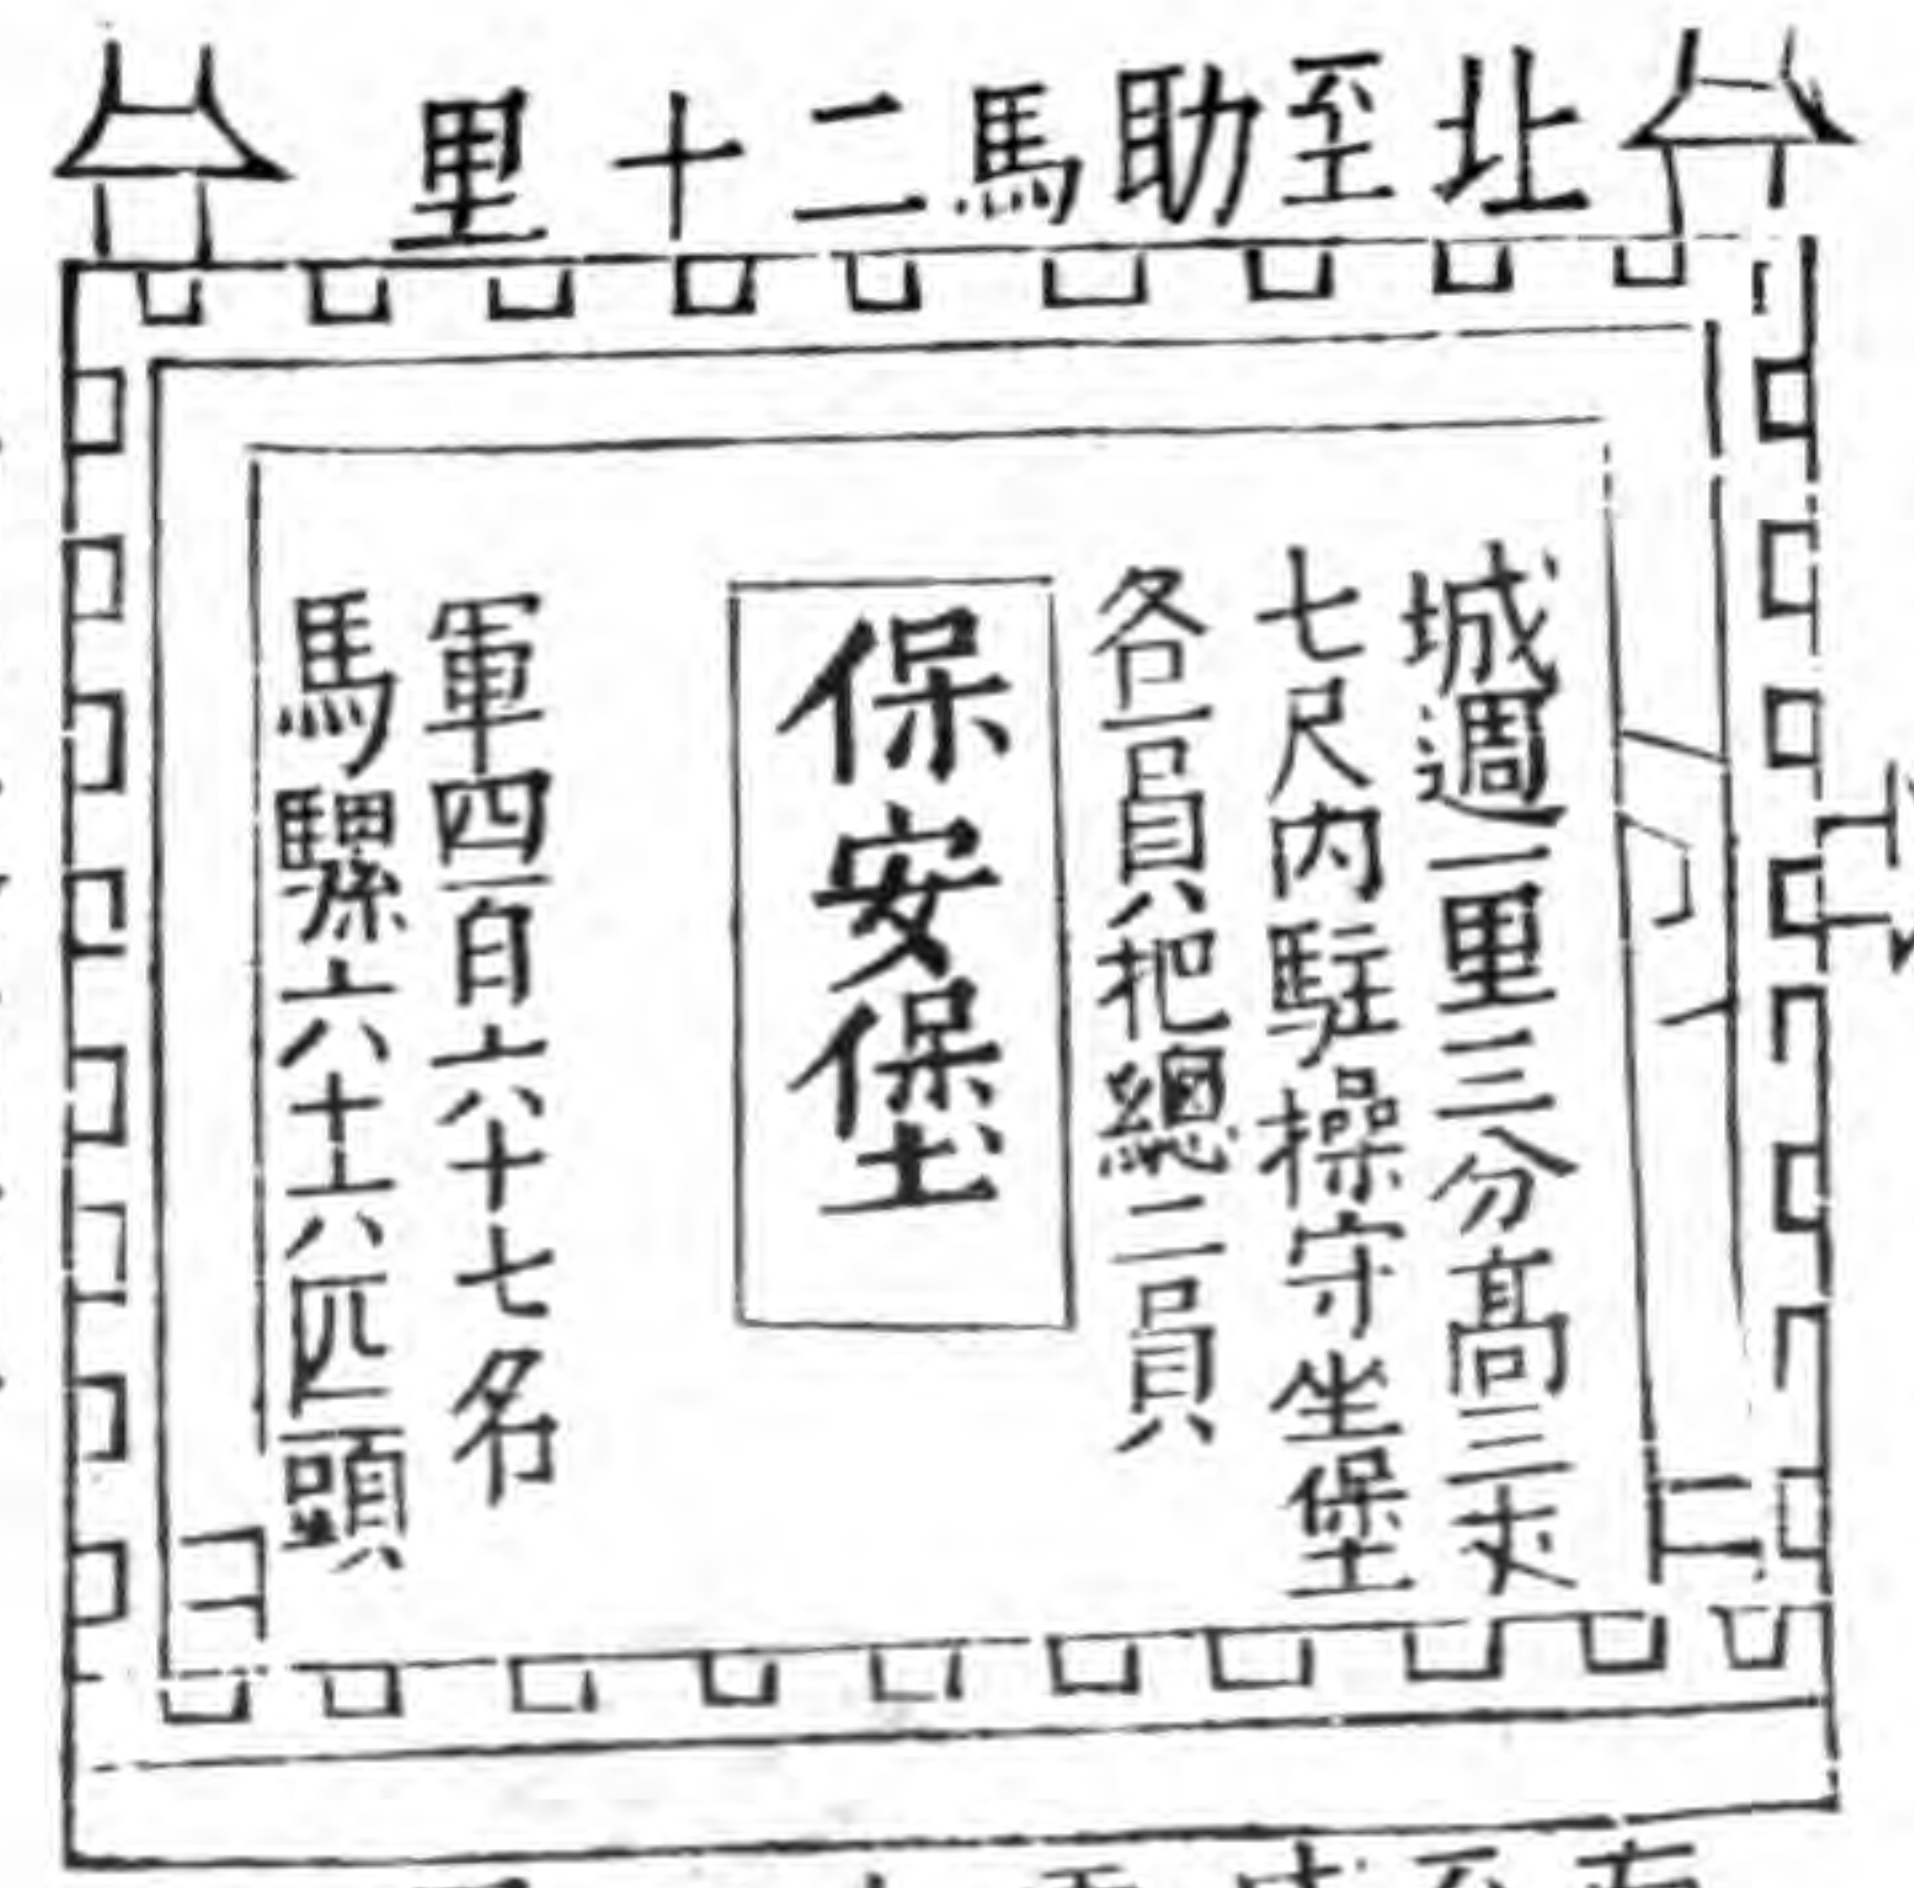 北至助馬二十里
城週一里三分高三丈
七尺内駐操守坐堡
各一員把總二員
保安堡
軍四百六十七名
馬騾六十六匹頭